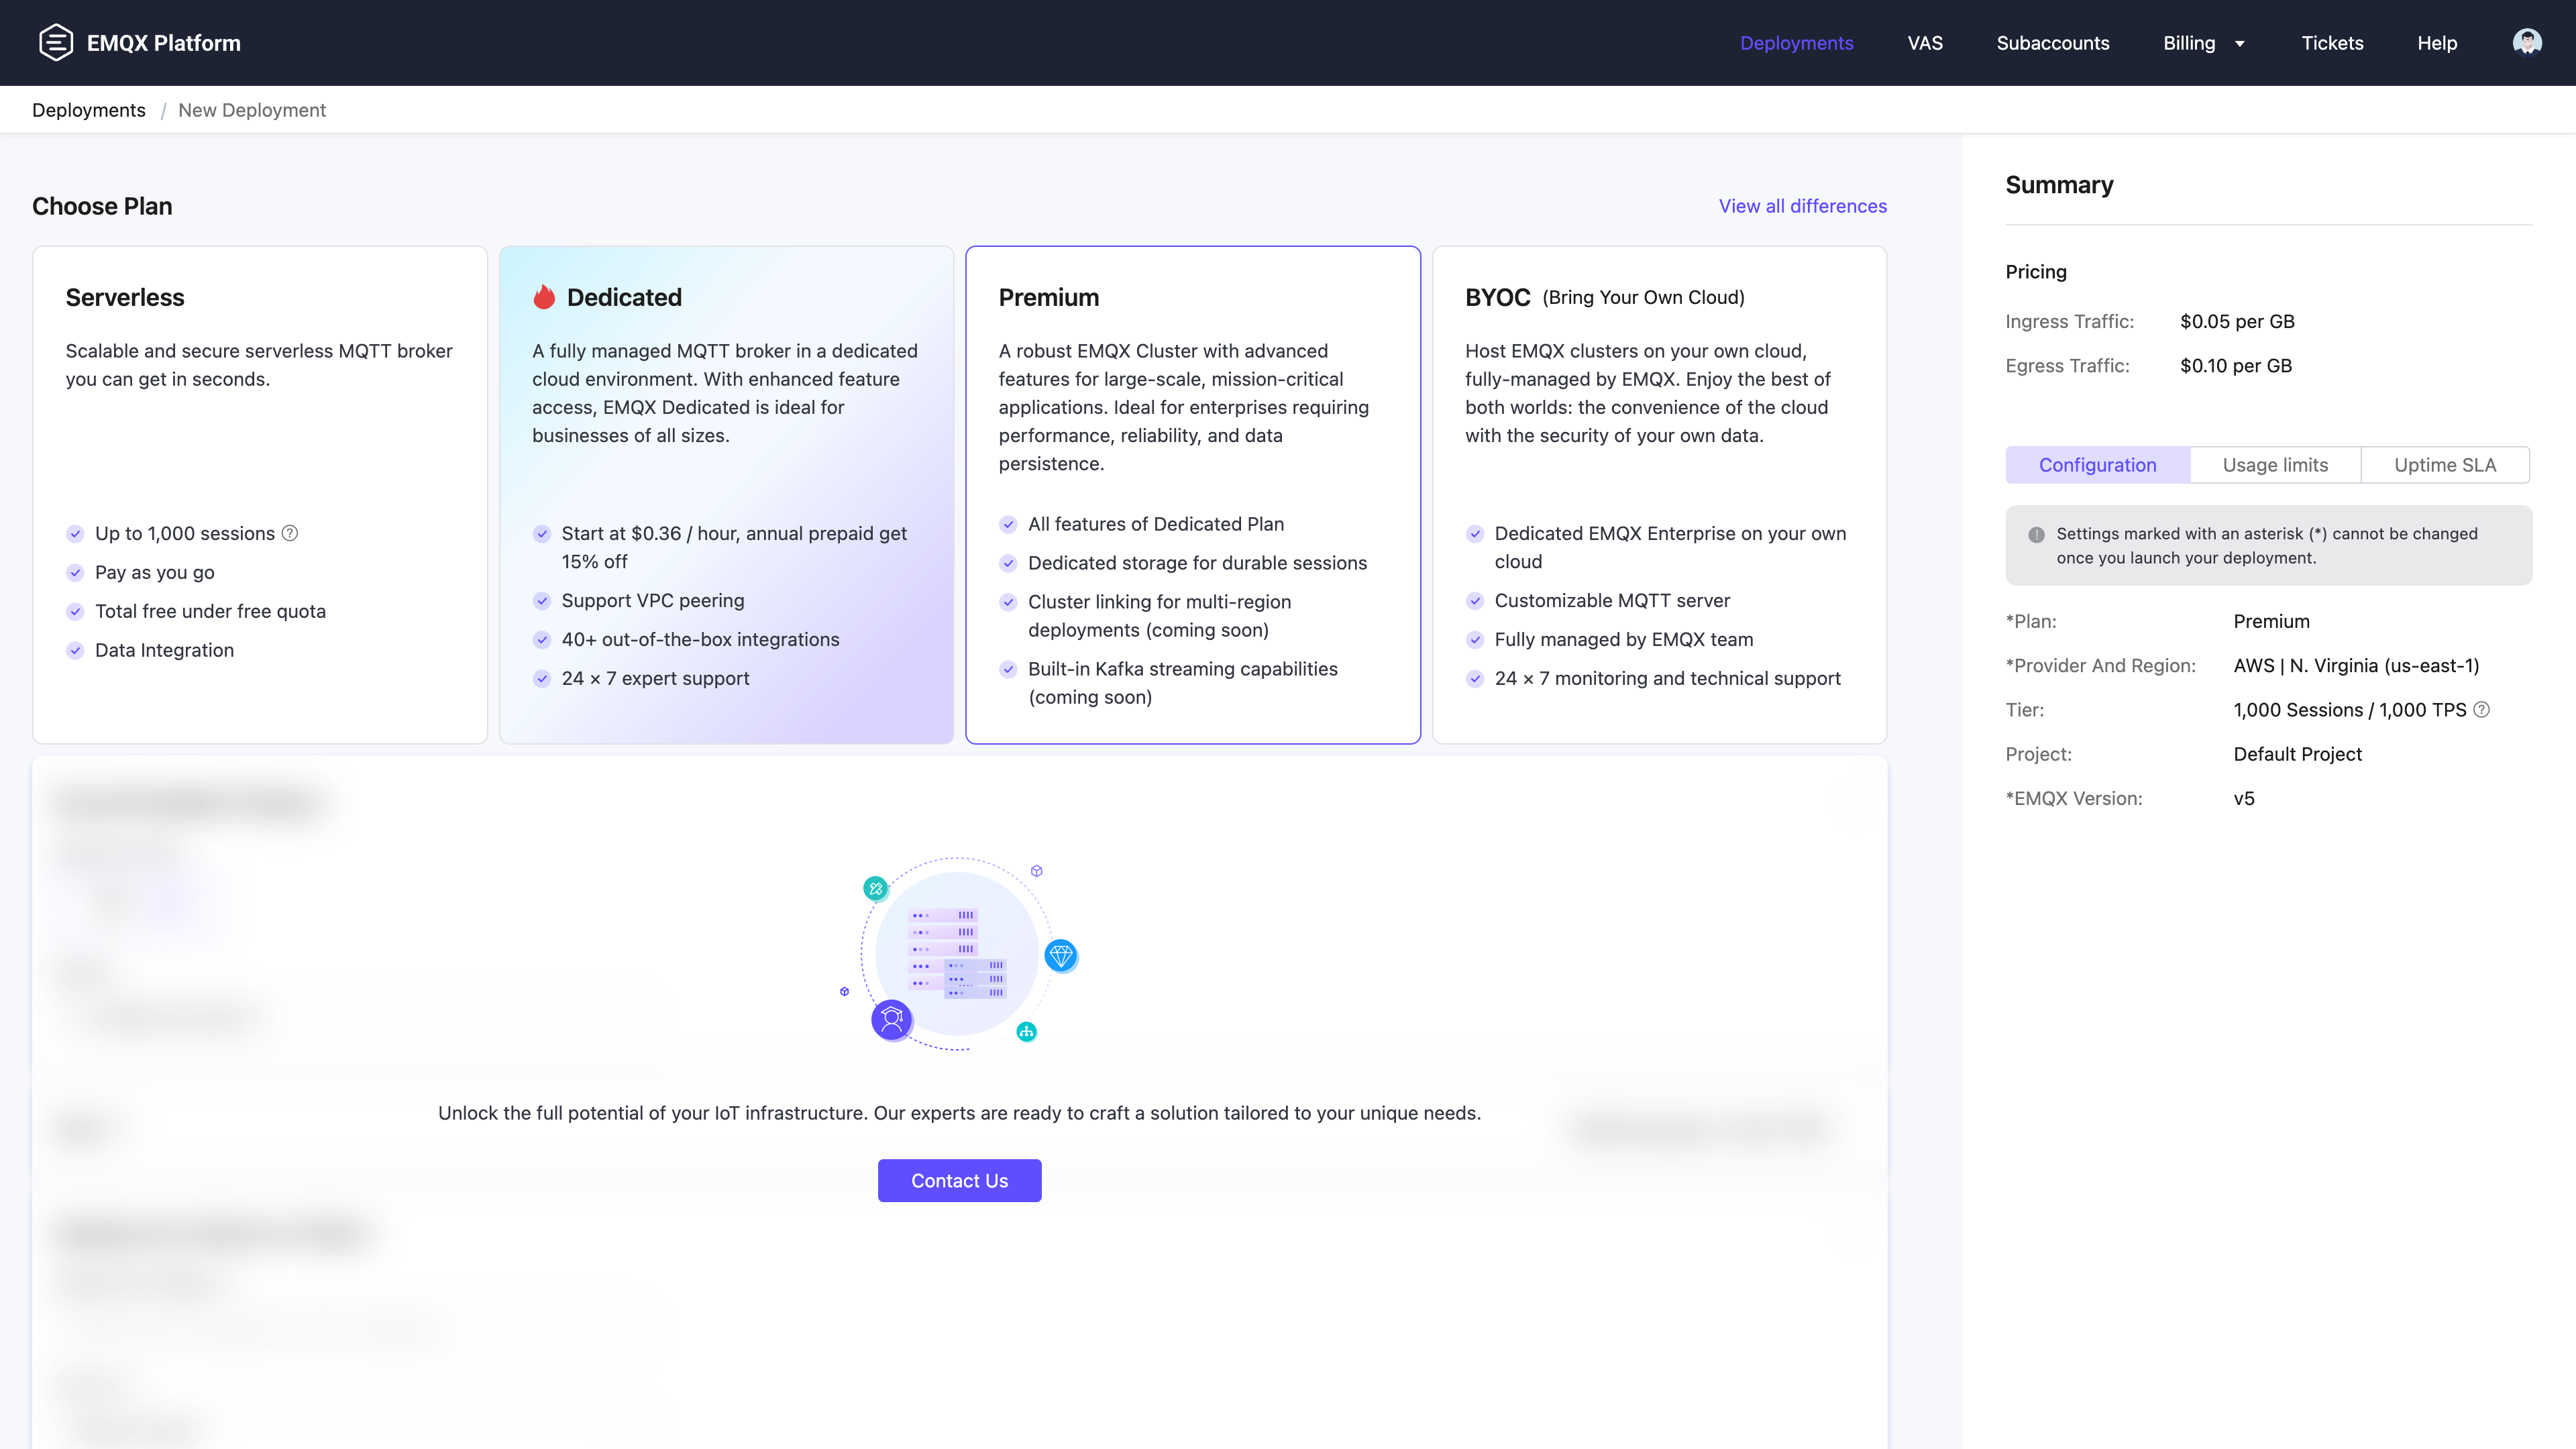 EMQX Platform
Deployments
VAS
Subaccounts
Billing
Tickets
Help
Deployments / New Deployment
Choose Plan
View all differences
Serverless
Scalable and secure serverless MQTT broker
you can get in seconds.
Up to 1,000 sessions
Pay as you go
Total free under free quota
Data Integration
Dedicated
A fully managed MQTT broker in a dedicated
cloud environment. With enhanced feature
access, EMQX Dedicated is ideal for
businesses of all sizes.
Start at $0.36 / hour, annual prepaid get
15% off
Support VPC peering
40+ out-of-the-box integrations
24 × 7 expert support
Premium
A robust EMQX Cluster with advanced
features for large-scale, mission-critical
applications. Ideal for enterprises requiring
performance, reliability, and data
persistence.
All features of Dedicated Plan
Dedicated storage for durable sessions
Cluster linking for multi-region
deployments (coming soon)
Built-in Kafka streaming capabilities
(coming soon)
BYOC (Bring Your Own Cloud)
Host EMQX clusters on your own cloud,
fully-managed by EMQX. Enjoy the best of
both worlds: the convenience of the cloud
with the security of your own data.
Dedicated EMQX Enterprise on your own
cloud
Customizable MQTT server
Fully managed by EMQX team
24 × 7 monitoring and technical support
Unlock the full potential of your IoT infrastructure. Our experts are ready to craft a solution tailored to your unique needs.
Contact Us
Summary
Pricing
Ingress Traffic: $0.05 per GB
Egress Traffic: $0.10 per GB
Configuration
Usage limits
Uptime SLA
Settings marked with an asterisk (*) cannot be changed
once you launch your deployment.
*Plan: Premium
*Provider And Region: AWS | N. Virginia (us-east-1)
Tier: 1,000 Sessions / 1,000 TPS
Project: Default Project
*EMQX Version: v5